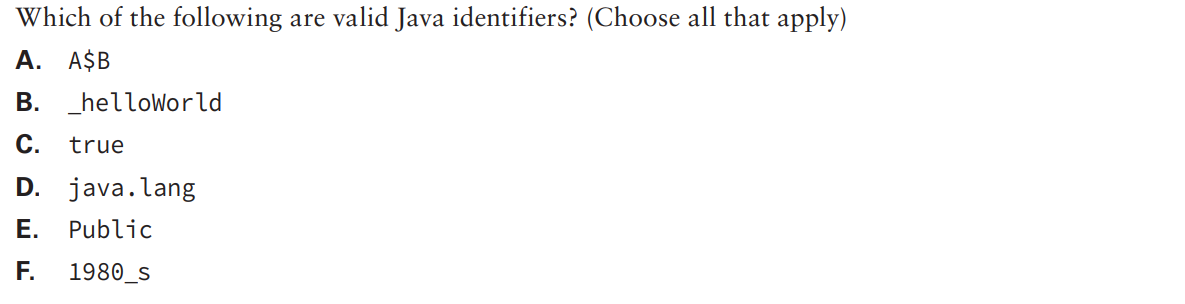 Which of the following are valid Java identifiers? (Choose all that apply)
A. A$B
B. _helloWorld
C. true
D. java.lang
E. Public
F. 1980_s